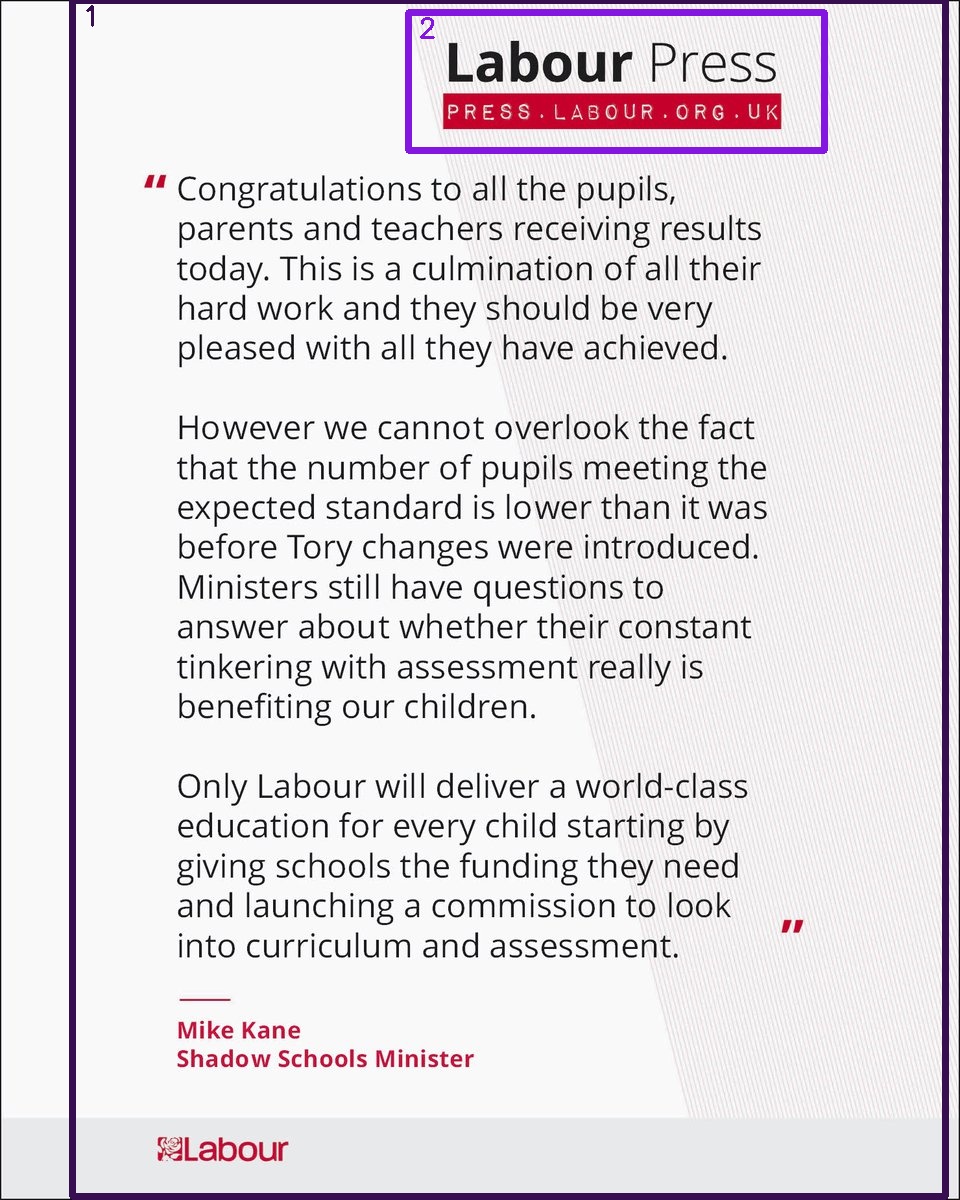 Labour Press
PRESS.LABOUR.ORG.UK
“ Congratulations to all the pupils,
parents and teachers receiving results
today. This is a culmination of all their
hard work and they should be very
pleased with all they have achieved.
However we cannot overlook the fact
that the number of pupils meeting the
expected standard is lower than it was
before Tory changes were introduced.
Ministers still have questions to
answer about whether their constant
tinkering with assessment really is
benefiting our children.
Only Labour will deliver a world-class
education for every child starting by
giving schools the funding they need
and launching a commission to look
into curriculum and assessment. ”
Mike Kane
Shadow Schools Minister
Labour